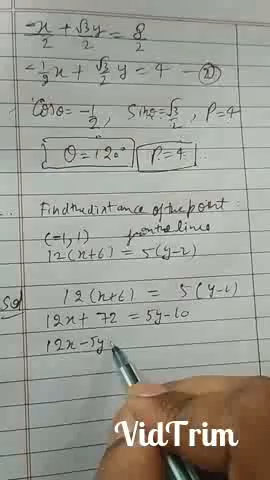 -x/2 + √3y/2 = 8/2
-1/2x + √3/2 y = 4 — (2)
Cosθ = -1/2, Sinθ = √3/2, P=4
θ = 120° P=4
Find the distance of the point
(-1,1) from the lines
12(x+6) = 5(y-2)
Sol 12(x+6) = 5(y-2)
12x + 72 = 5y-10
12x-5y
VidTrim